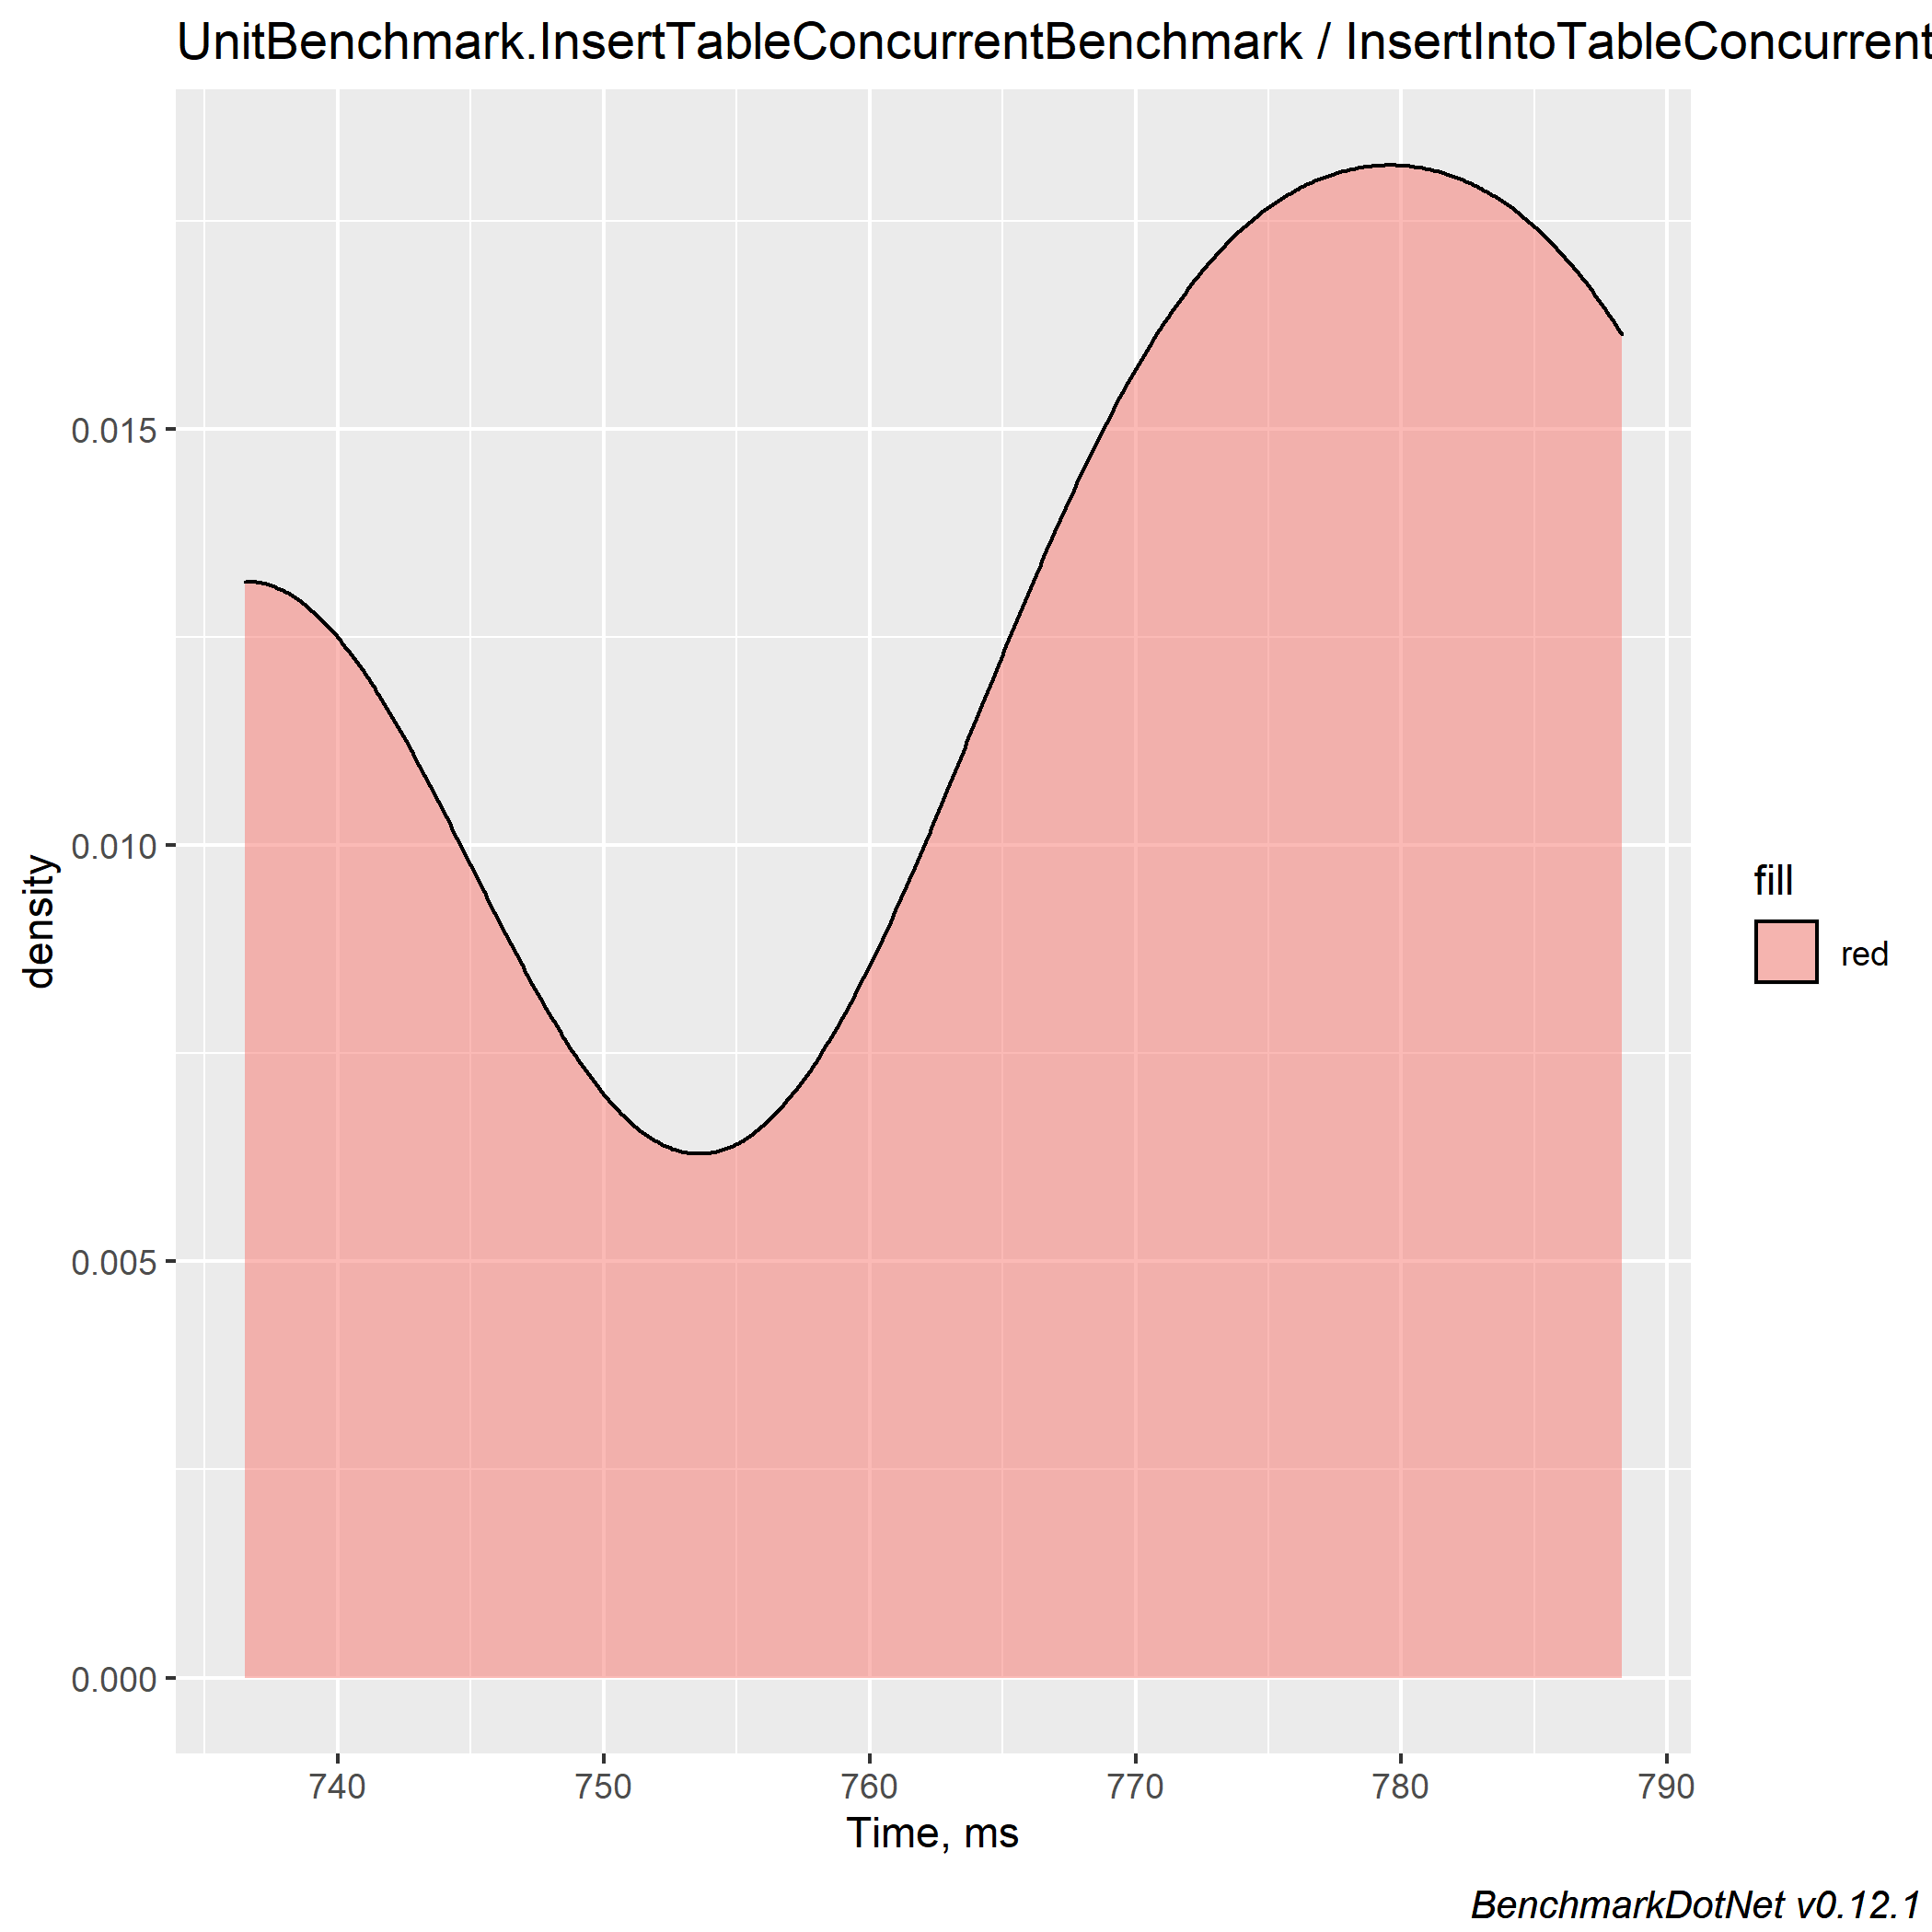 UnitBenchmark.InsertTableConcurrentBenchmark / InsertIntoTableConcurrent
density
0.015
0.010
0.005
0.000
740 750 760 770 780 790
Time, ms
fill
red
BenchmarkDotNet v0.12.1